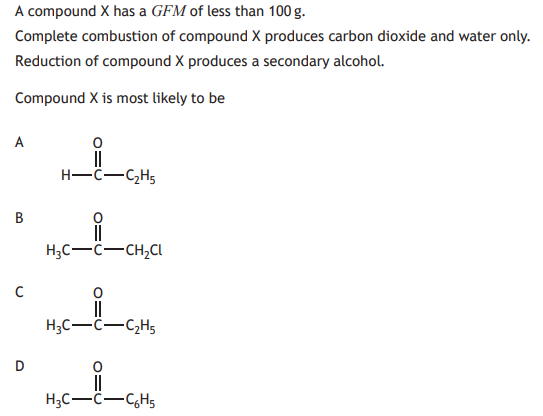 A compound X has a GFM of less than 100 g.
Complete combustion of compound X produces carbon dioxide and water only.
Reduction of compound X produces a secondary alcohol.
Compound X is most likely to be
A
O
H—C—C₂H₅
B
O
H₃C—C—CH₂Cl
C
O
H₃C—C—C₂H₅
D
O
H₃C—C—C₆H₅